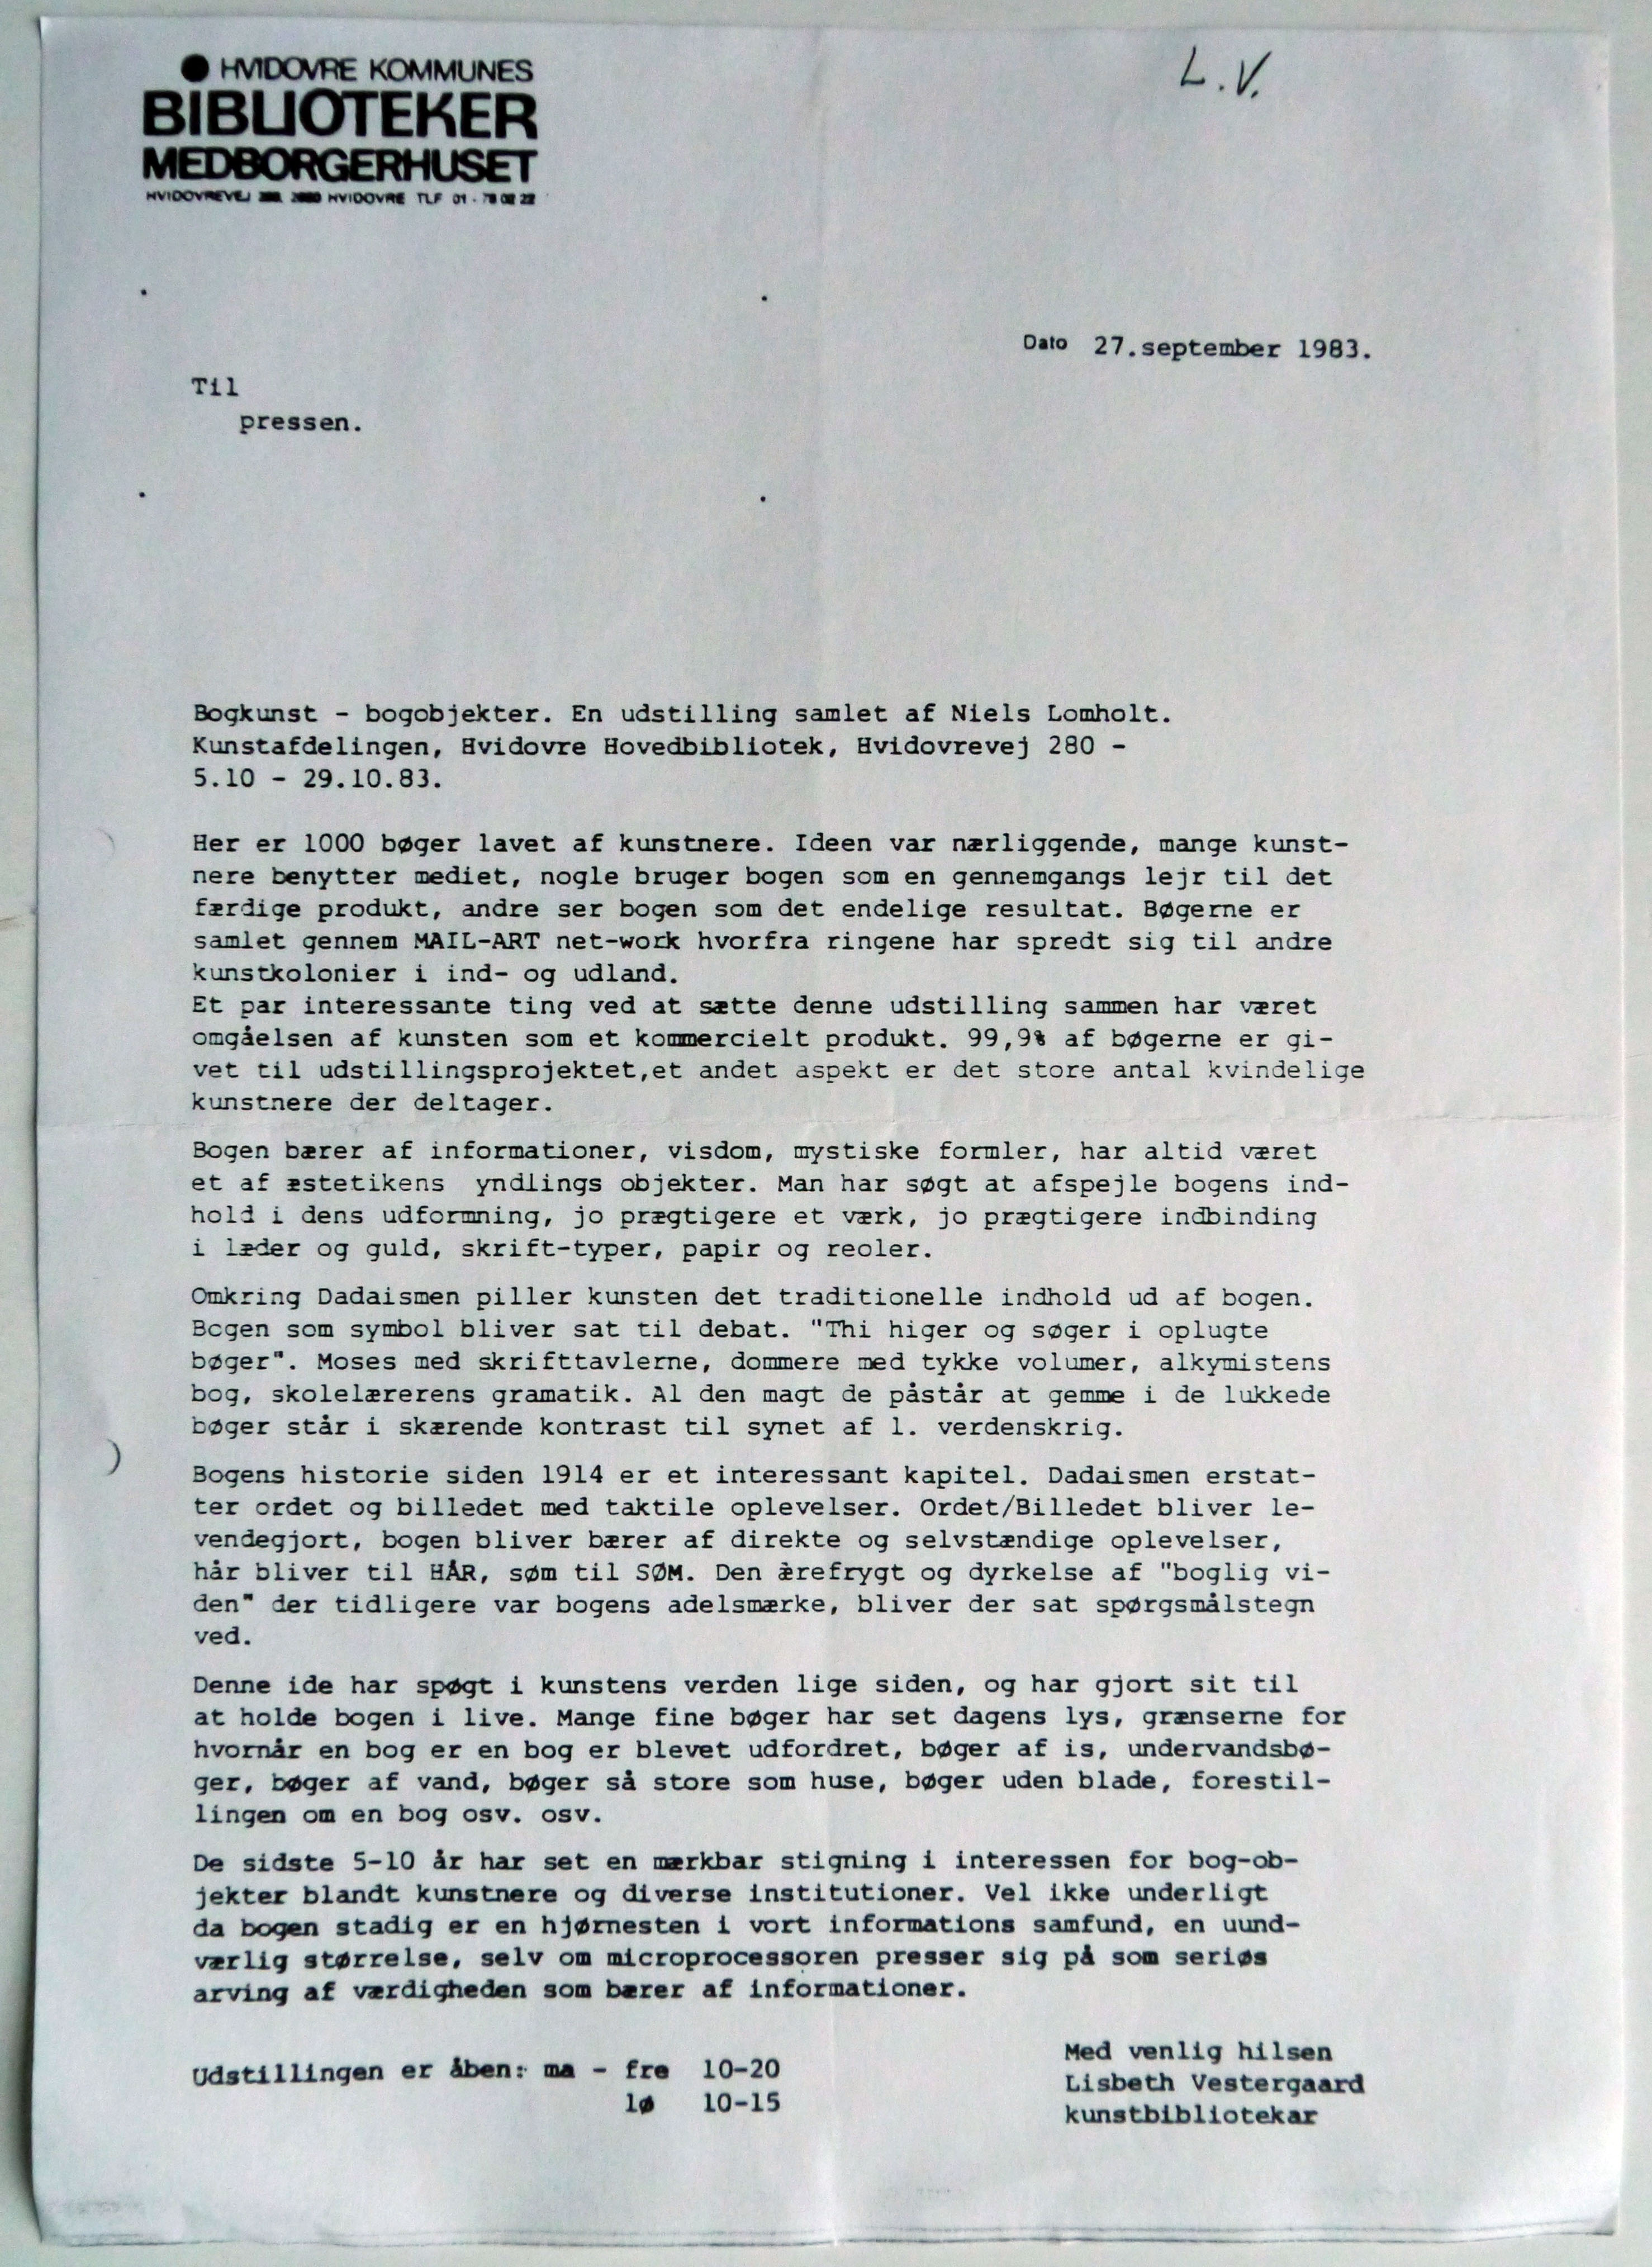 HVIDOVRE KOMMUNES
BIBLIOTEKER
MEDBORGERHUSET
HVIDOVREVEJ HVIDOVRE TLF 01
L.V.
Dato 27.september 1983.
Til
pressen.
Bogkunst - bogobjekter. En udstilling samlet af Niels Lomholt.
Kunstafdelingen, Hvidovre Hovedbibliotek, Hvidovrevej 280 -
5.10 - 29.10.83.
Her er 1000 bøger lavet af kunstnere. Ideen var nærliggende, mange kunst-
nere benytter mediet, nogle bruger bogen som en gennemgangs lejr til det
færdige produkt, andre ser bogen som det endelige resultat. Bøgerne er
samlet gennem MAIL-ART net-work hvorfra ringene har spredt sig til andre
kunstkolonier i ind- og udland.
Et par interessante ting ved at sætte denne udstilling sammen har været
omgåelsen af kunsten som et kommercielt produkt. 99,9% af bøgerne er gi-
vet til udstillingsprojektet,et andet aspekt er det store antal kvindelige
kunstnere der deltager.
Bogen bærer af informationer, visdom, mystiske formler, har altid været
et af æstetikens yndlings objekter. Man har søgt at afspejle bogens ind-
hold i dens udformning, jo prægtigere et værk, jo prægtigere indbinding
i læder og guld, skrift-typer, papir og reoler.
Omkring Dadaismen piller kunsten det traditionelle indhold ud af bogen.
Bogen som symbol bliver sat til debat. "Thi higer og søger i oplugte
bøger". Moses med skrifttavlerne, dommere med tykke volumer, alkymistens
bog, skolelærerens gramatik. Al den magt de påstår at gemme i de lukkede
bøger står i skærende kontrast til synet af 1. verdenskrig.
Bogens historie siden 1914 er et interessant kapitel. Dadaismen erstat-
ter ordet og billedet med taktile oplevelser. Ordet/Billedet bliver le-
vendegjort, bogen bliver bærer af direkte og selvstændige oplevelser,
hår bliver til HÅR, søm til SØM. Den ærefrygt og dyrkelse af "boglig vi-
den" der tidligere var bogens adelsmærke, bliver der sat spørgsmålstegn
ved.
Denne ide har spøgt i kunstens verden lige siden, og har gjort sit til
at holde bogen i live. Mange fine bøger har set dagens lys, grænserne for
hvornår en bog er en bog er blevet udfordret, bøger af is, undervandsbø-
ger, bøger af vand, bøger så store som huse, bøger uden blade, forestil-
lingen om en bog osv. osv.
De sidste 5-10 år har set en mærkbar stigning i interessen for bog-ob-
jekter blandt kunstnere og diverse institutioner. Vel ikke underligt
da bogen stadig er en hjørnesten i vort informations samfund, en uund-
værlig størrelse, selv om microprocessoren presser sig på som seriøs
arving af værdigheden som bærer af informationer.
Udstillingen er åben: ma - fre 10-20
lø 10-15
Med venlig hilsen
Lisbeth Vestergaard
kunstbibliotekar